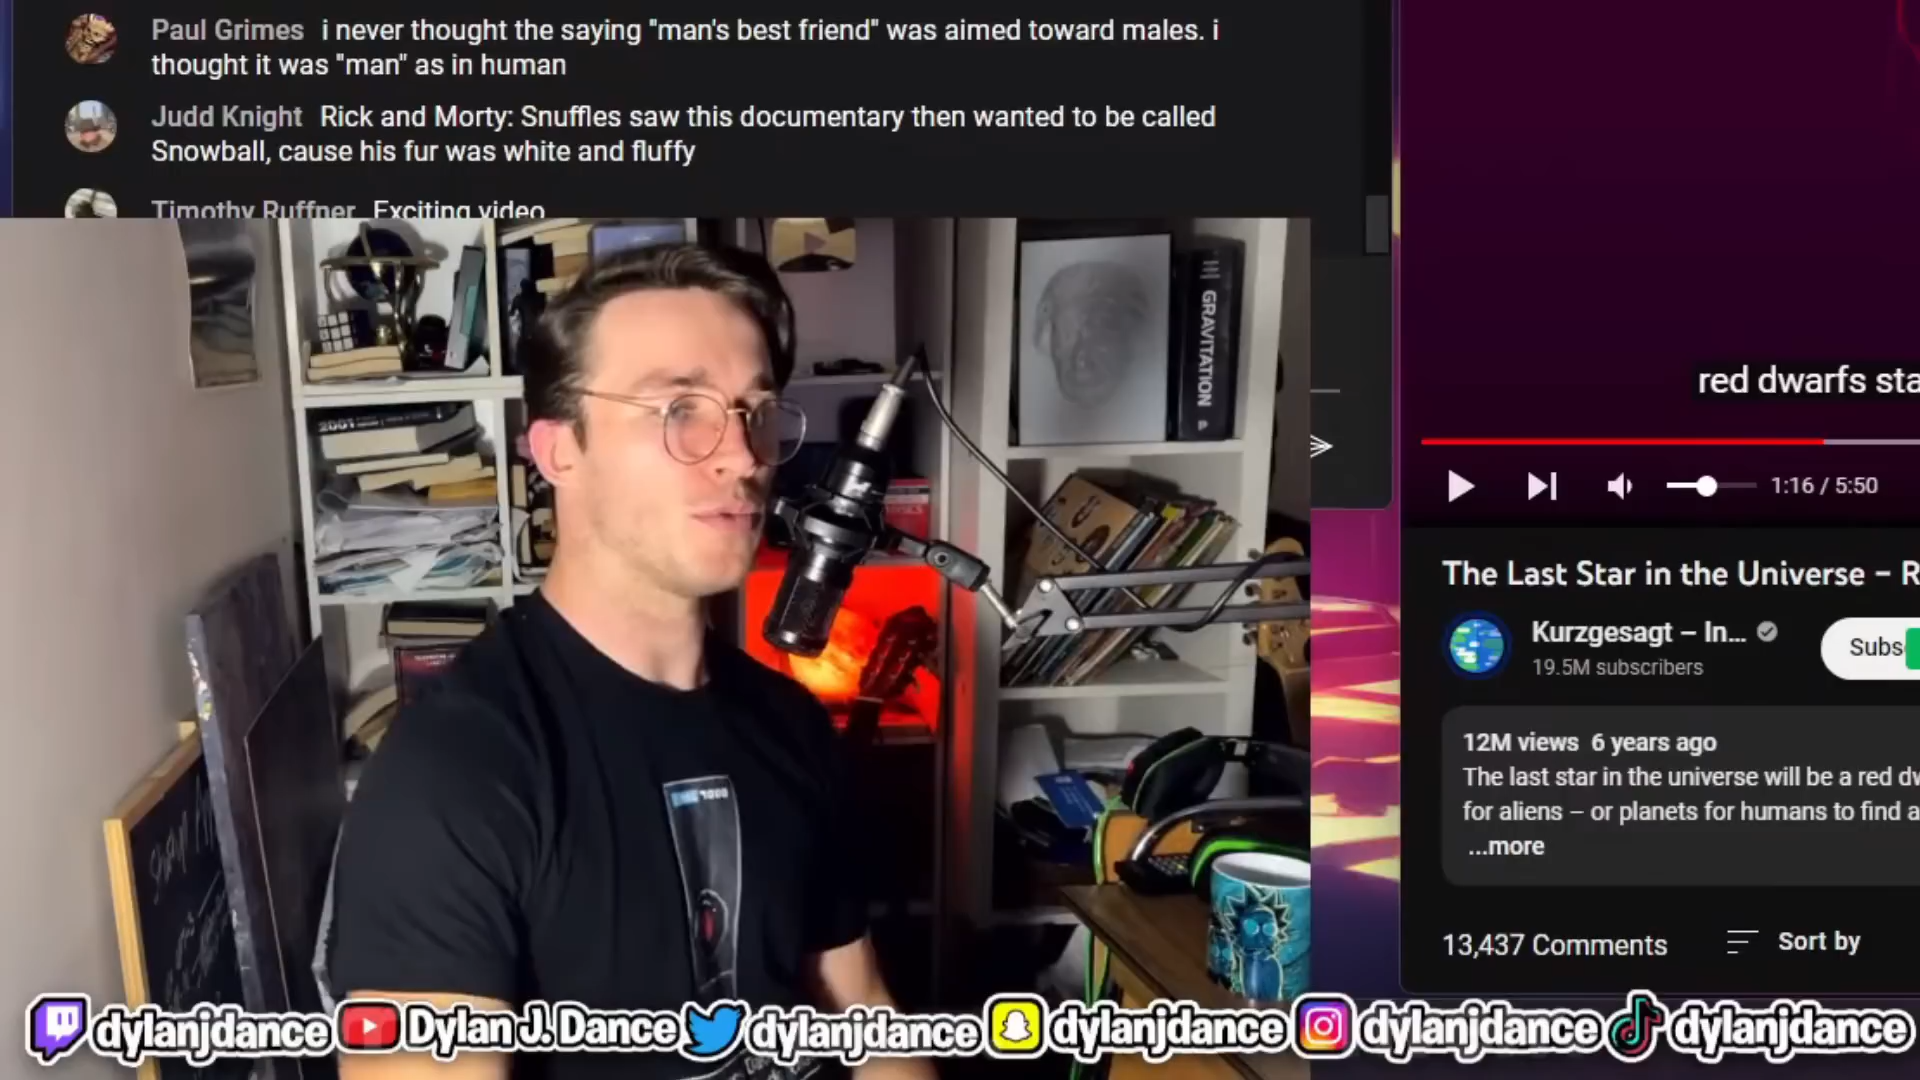 Paul Grimes i never thought the saying "man's best friend" was aimed toward males. i
thought it was "man" as in human
Judd Knight Rick and Morty: Snuffles saw this documentary then wanted to be called
Snowball, cause his fur was white and fluffy
Timothy Ruffner Exciting video
GRAVITATION
2001
red dwarfs sta
1:16 / 5:50
The Last Star in the Universe – R
Kurzgesagt – In...
19.5M subscribers
Subs
12M views 6 years ago
The last star in the universe will be a red dw
for aliens – or planets for humans to find a
...more
13,437 Comments
Sort by
dylanjdance Dylan J. Dance dylanjdance dylanjdance dylanjdance dylanjdance